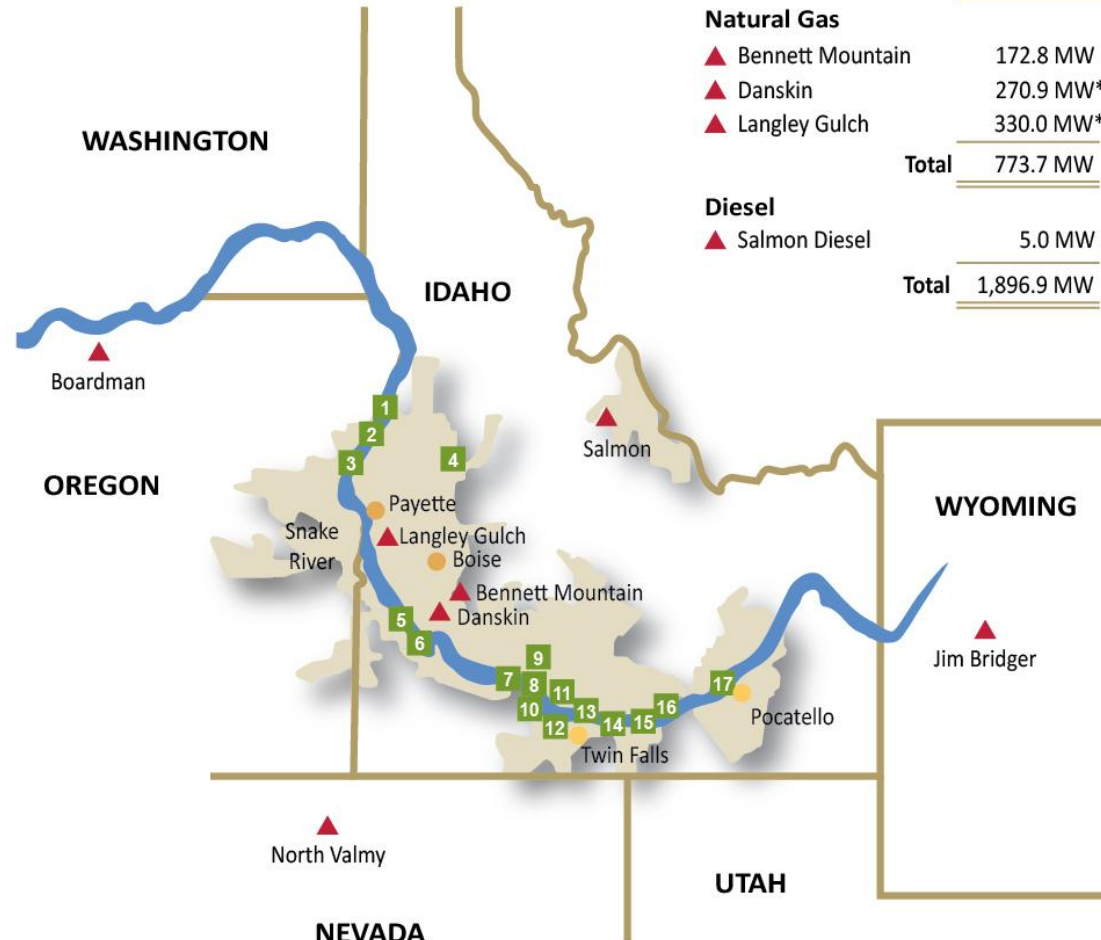 Natural Gas
Bennett Mountain 172.8 MW
Danskin 270.9 MW*
Langley Gulch 330.0 MW*
Total 773.7 MW
Diesel
Salmon Diesel 5.0 MW
Total 1,896.9 MW
WASHINGTON
IDAHO
Boardman
1
2
3
4
Salmon
OREGON
WYOMING
Payette
Snake
River
Langley Gulch
Boise
Bennett Mountain
Danskin
5
6
9
7
8
11
10
13
12
14
15
16
17
Jim Bridger
Pocatello
Twin Falls
North Valmy
UTAH
NEVADA